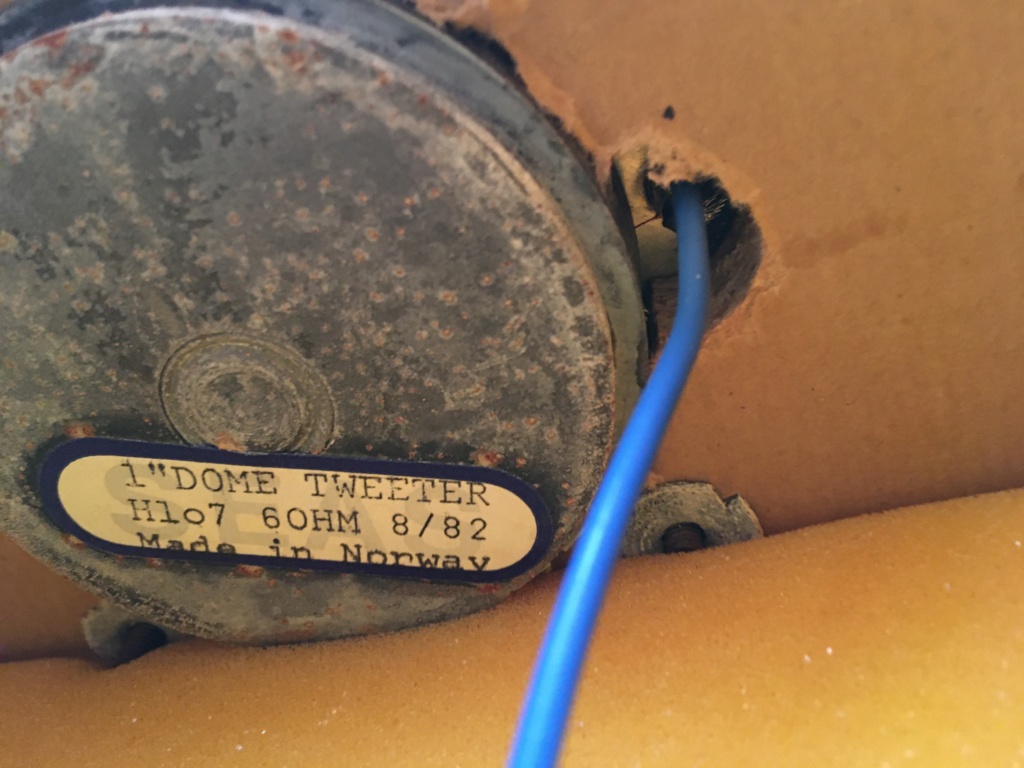 1"DOME TWEETER
H1o7 6OHM 8/82
Made in Norway